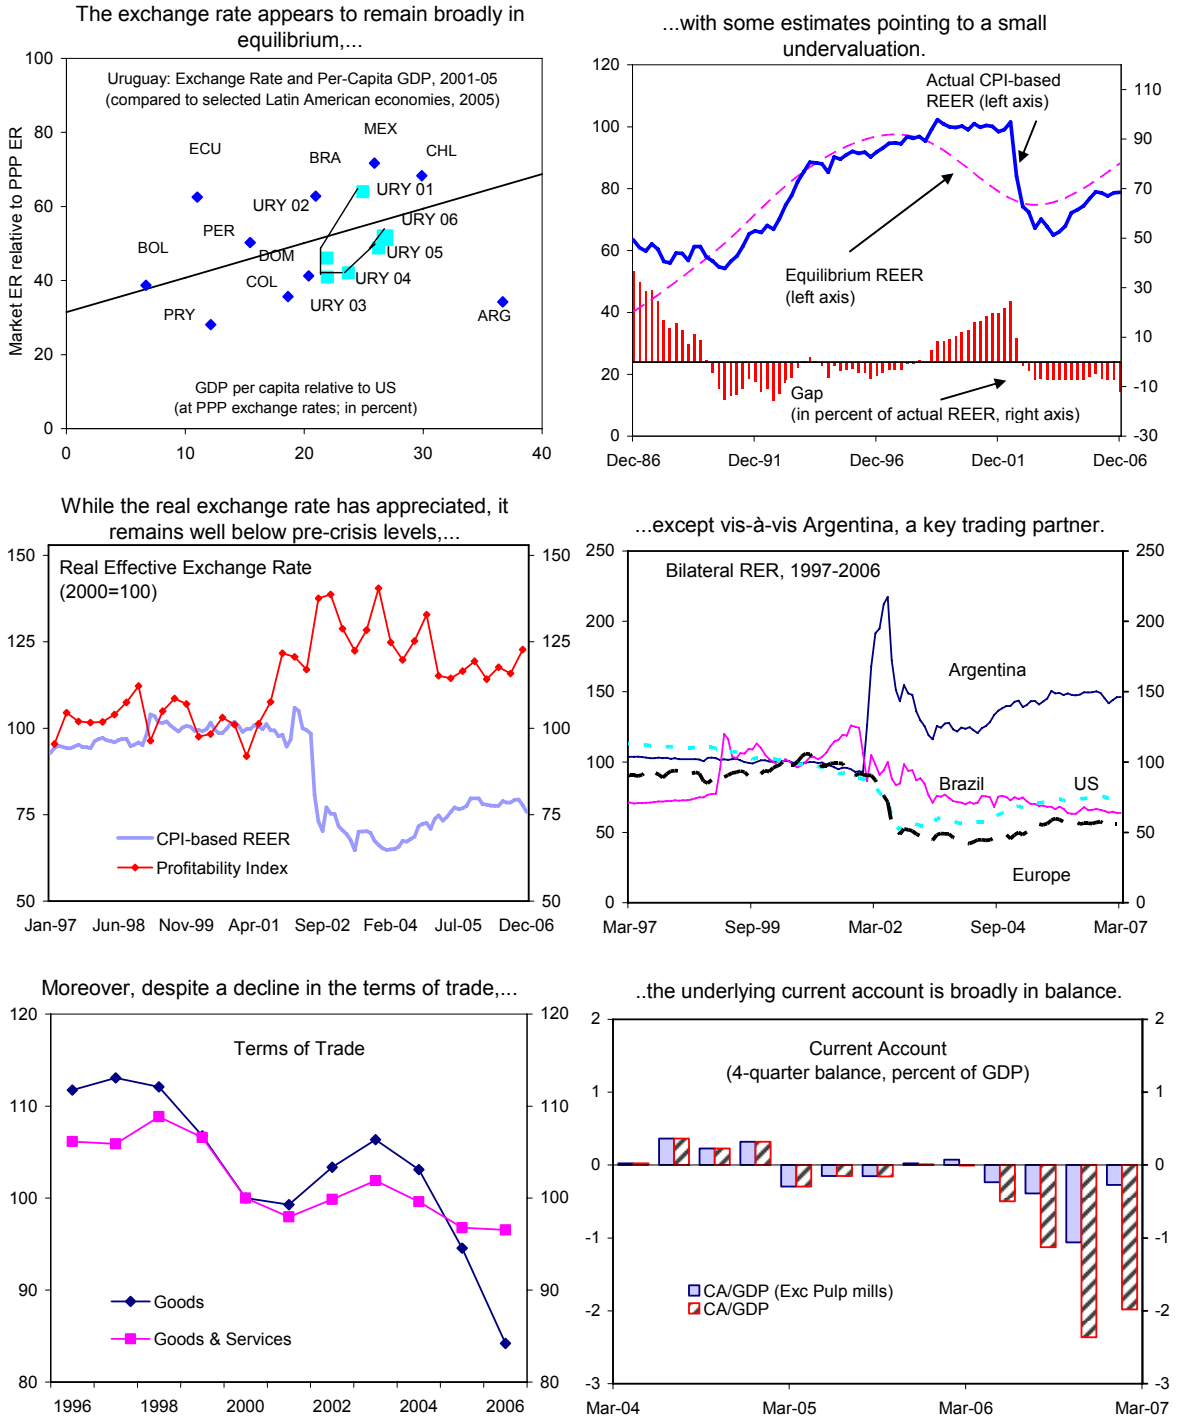 The exchange rate appears to remain broadly in
equilibrium,...
100
80
60
40
20
0
Market ER relative to PPP ER
Uruguay: Exchange Rate and Per-Capita GDP, 2001-05
(compared to selected Latin American economies, 2005)
MEX
ECU
BRA
CHL
URY 01
URY 02
URY 06
PER
BOL
DOM
URY 05
COL
URY 04
URY 03
PRY
ARG
GDP per capita relative to US
(at PPP exchange rates; in percent)
0
10
20
30
40
...with some estimates pointing to a small
undervaluation.
120
100
80
60
40
20
0
110
90
70
50
30
10
-10
-30
Actual CPI-based
REER (left axis)
Equilibrium REER
(left axis)
Gap
(in percent of actual REER, right axis)
Dec-86
Dec-91
Dec-96
Dec-01
Dec-06
While the real exchange rate has appreciated, it
remains well below pre-crisis levels,...
150
125
100
75
50
150
125
100
75
50
Real Effective Exchange Rate
(2000=100)
CPI-based REER
Profitability Index
Jan-97
Jun-98
Nov-99
Apr-01
Sep-02
Feb-04
Jul-05
Dec-06
...except vis-à-vis Argentina, a key trading partner.
250
200
150
100
50
0
250
200
150
100
50
0
Bilateral RER, 1997-2006
Argentina
Brazil
US
Europe
Mar-97
Sep-99
Mar-02
Sep-04
Mar-07
Moreover, despite a decline in the terms of trade,...
120
110
100
90
80
120
110
100
90
80
Terms of Trade
Goods
Goods & Services
1996
1998
2000
2002
2004
2006
..the underlying current account is broadly in balance.
2
1
0
-1
-2
-3
2
1
0
-1
-2
-3
Current Account
(4-quarter balance, percent of GDP)
CA/GDP (Exc Pulp mills)
CA/GDP
Mar-04
Mar-05
Mar-06
Mar-07